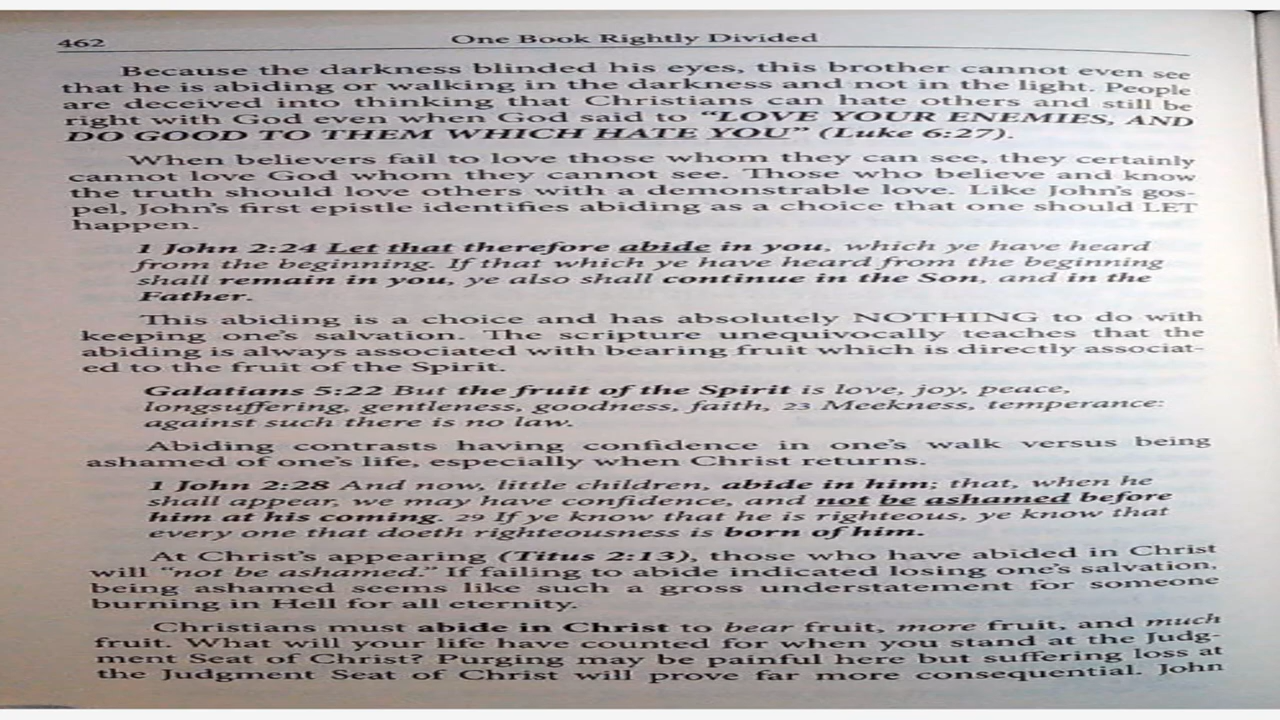 462 One Book Rightly Divided
Because the darkness blinded his eyes, this brother cannot even see
that he is abiding or walking in the darkness and not in the light. People
are deceived into thinking that Christians can hate others and still be
right with God even when God said to “LOVE YOUR ENEMIES, AND
DO GOOD TO THEM WHICH HATE YOU” (Luke 6:27).
When believers fail to love those whom they can see, they certainly
cannot love God whom they cannot see. Those who believe and know
the truth should love others with a demonstrable love. Like John’s gos-
pel, John’s first epistle identifies abiding as a choice that one should LET
happen.
1 John 2:24 Let that therefore abide in you, which ye have heard
from the beginning. If that which ye have heard from the beginning
shall remain in you, ye also shall continue in the Son, and in the
Father.
This abiding is a choice and has absolutely NOTHING to do with
keeping one’s salvation. The scripture unequivocally teaches that the
abiding is always associated with bearing fruit which is directly associat-
ed to the fruit of the Spirit.
Galatians 5:22 But the fruit of the Spirit is love, joy, peace,
longsuffering, gentleness, goodness, faith, 23 Meekness, temperance:
against such there is no law.
Abiding contrasts having confidence in one’s walk versus being
ashamed of one’s life, especially when Christ returns.
1 John 2:28 And now, little children, abide in him; that, when he
shall appear, we may have confidence, and not be ashamed before
him at his coming. 29 If ye know that he is righteous, ye know that
every one that doeth righteousness is born of him.
At Christ’s appearing (Titus 2:13), those who have abided in Christ
will “not be ashamed.” If failing to abide indicated losing one’s salvation,
being ashamed seems like such a gross understatement for someone
burning in Hell for all eternity.
Christians must abide in Christ to bear fruit, more fruit, and much
fruit. What will your life have counted for when you stand at the Judg-
ment Seat of Christ? Purging may be painful here but suffering loss at
the Judgment Seat of Christ will prove far more consequential. John